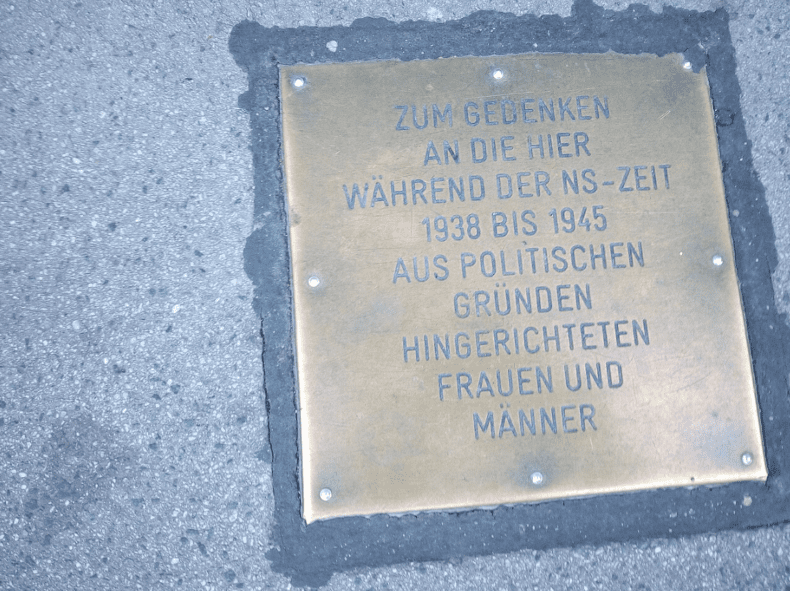 ZUM GEDENKEN
AN DIE HIER
WÄHREND DER NS-ZEIT
1938 BIS 1945
AUS POLITISCHEN
GRÜNDEN
HINGERICHTETEN
FRAUEN UND
MÄNNER